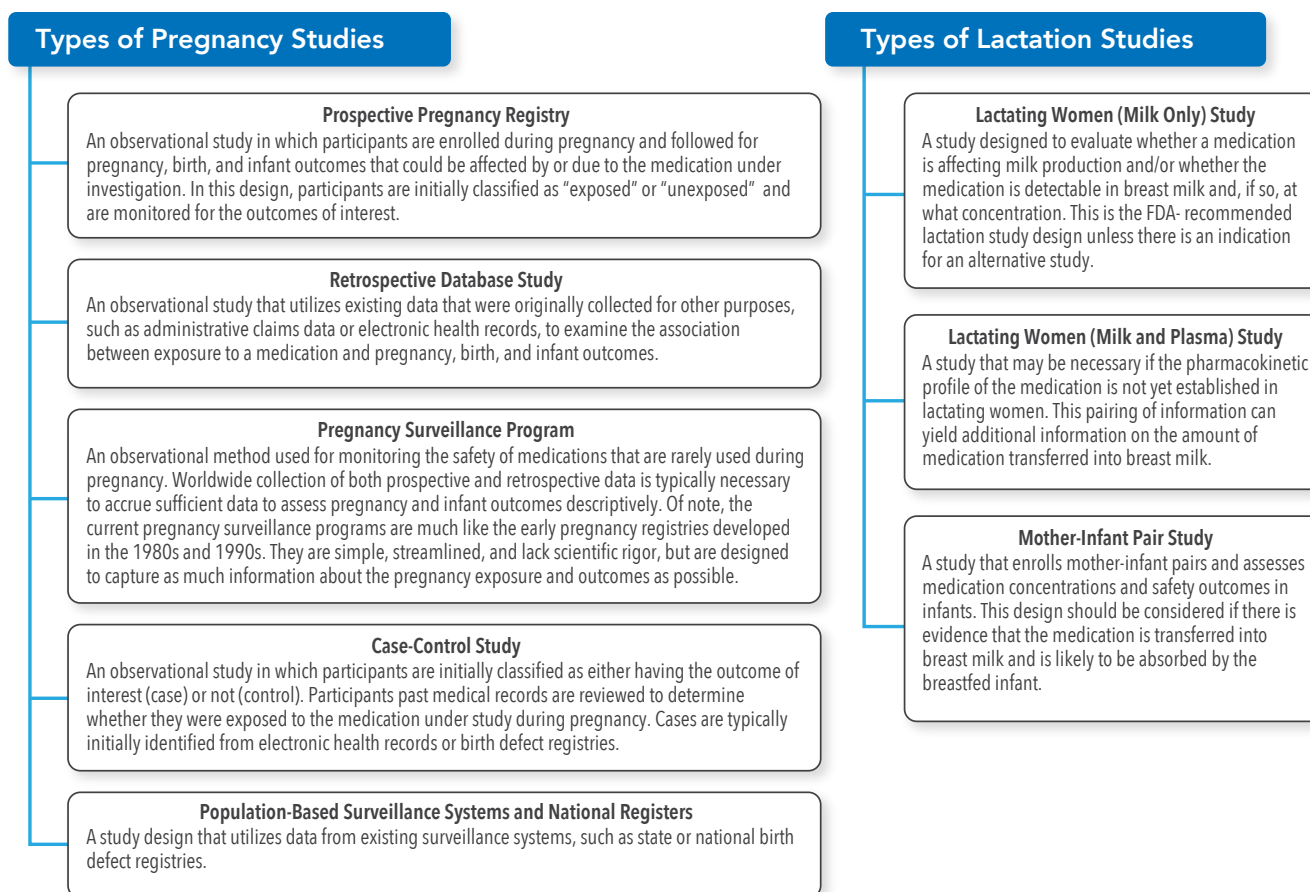 Types of Pregnancy Studies
Prospective Pregnancy Registry
An observational study in which participants are enrolled during pregnancy and followed for
pregnancy, birth, and infant outcomes that could be affected by or due to the medication under
investigation. In this design, participants are initially classified as “exposed” or “unexposed” and
are monitored for the outcomes of interest.
Retrospective Database Study
An observational study that utilizes existing data that were originally collected for other purposes,
such as administrative claims data or electronic health records, to examine the association
between exposure to a medication and pregnancy, birth, and infant outcomes.
Pregnancy Surveillance Program
An observational method used for monitoring the safety of medications that are rarely used during
pregnancy. Worldwide collection of both prospective and retrospective data is typically necessary
to accrue sufficient data to assess pregnancy and infant outcomes descriptively. Of note, the
current pregnancy surveillance programs are much like the early pregnancy registries developed
in the 1980s and 1990s. They are simple, streamlined, and lack scientific rigor, but are designed
to capture as much information about the pregnancy exposure and outcomes as possible.
Case-Control Study
An observational study in which participants are initially classified as either having the outcome of
interest (case) or not (control). Participants past medical records are reviewed to determine
whether they were exposed to the medication under study during pregnancy. Cases are typically
initially identified from electronic health records or birth defect registries.
Population-Based Surveillance Systems and National Registers
A study design that utilizes data from existing surveillance systems, such as state or national birth
defect registries.
Types of Lactation Studies
Lactating Women (Milk Only) Study
A study designed to evaluate whether a medication
is affecting milk production and/or whether the
medication is detectable in breast milk and, if so, at
what concentration. This is the FDA- recommended
lactation study design unless there is an indication
for an alternative study.
Lactating Women (Milk and Plasma) Study
A study that may be necessary if the pharmacokinetic
profile of the medication is not yet established in
lactating women. This pairing of information can
yield additional information on the amount of
medication transferred into breast milk.
Mother-Infant Pair Study
A study that enrolls mother-infant pairs and assesses
medication concentrations and safety outcomes in
infants. This design should be considered if there is
evidence that the medication is transferred into
breast milk and is likely to be absorbed by the
breastfed infant.